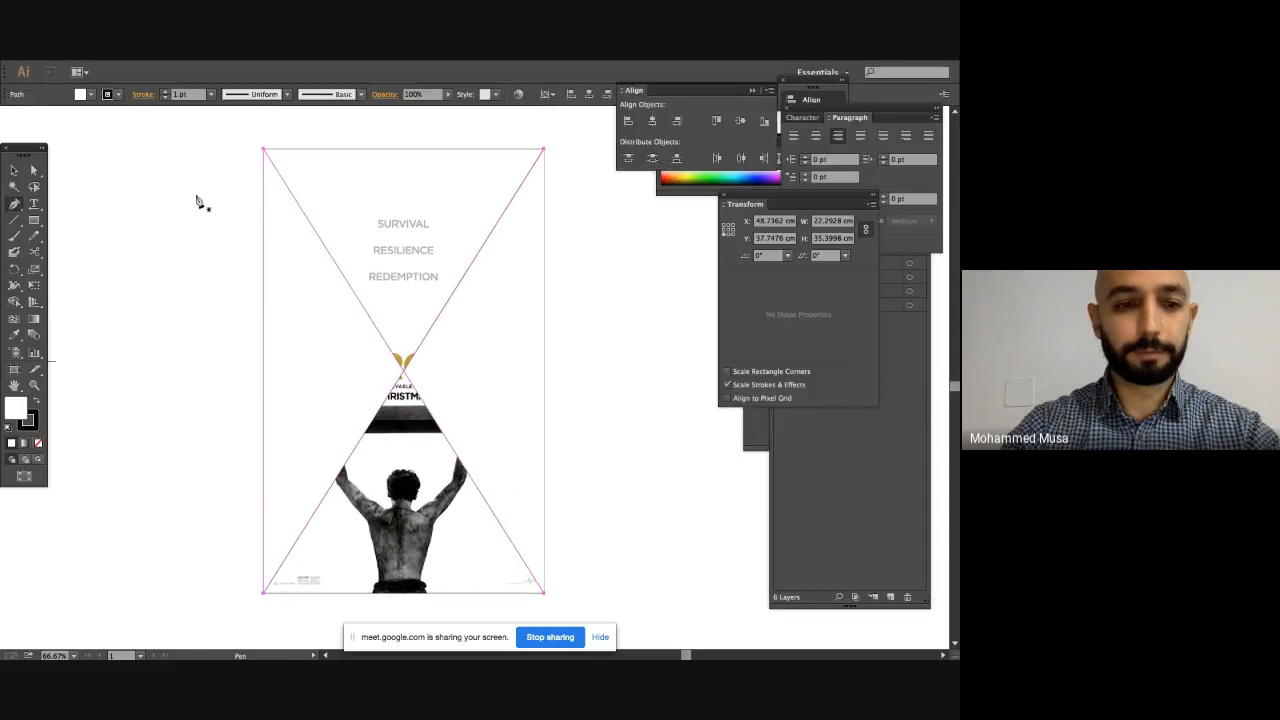 Ai
Essentials
Path
Stroke:
1 pt
Uniform
Basic
Opacity:
100%
Style:
Align
Align Objects:
Distribute Objects:
Align
Character
Paragraph
0 pt
0 pt
0 pt
0 pt
Medium
Transform
X: 48.7362 cm
W: 22.2928 cm
Y: 37.7476 cm
H: 35.3998 cm
0°
0°
No Shape Properties
Scale Rectangle Corners
Scale Strokes & Effects
Align to Pixel Grid
SURVIVAL
RESILIENCE
REDEMPTION
VABLE
6 Layers
meet.google.com is sharing your screen.
Stop sharing
Hide
66.67%
1
Pen
Mohammed Musa